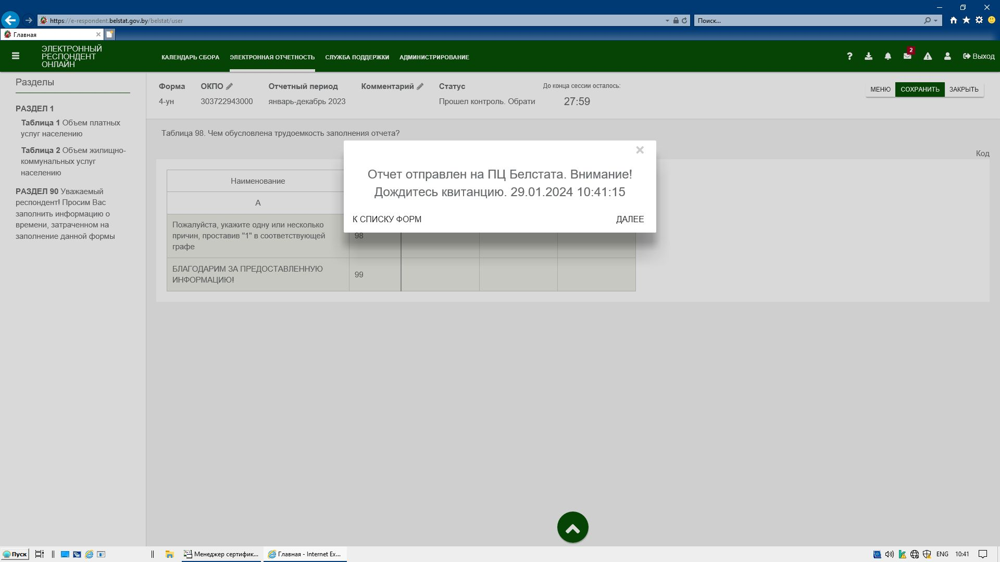 https://e-respondent.belstat.gov.by/belstat/user
Поиск...
Главная
ЭЛЕКТРОННЫЙ
РЕСПОНДЕНТ
ОНЛАЙН
КАЛЕНДАРЬ СБОРА
ЭЛЕКТРОННАЯ ОТЧЕТНОСТЬ
СЛУЖБА ПОДДЕРЖКИ
АДМИНИСТРИРОВАНИЕ
?
2
Выход
Разделы
РАЗДЕЛ 1
Таблица 1 Объем платных
услуг населению
Таблица 2 Объем жилищно-
коммунальных услуг
населению
РАЗДЕЛ 90 Уважаемый
респондент! Просим Вас
заполнить информацию о
времени, затраченном на
заполнение данной формы
Форма
4-ун
ОКПО
303722943000
Отчетный период
январь-декабрь 2023
Комментарий
Статус
Прошел контроль. Обрати
До конца сессии осталось:
27:59
МЕНЮ
СОХРАНИТЬ
ЗАКРЫТЬ
Таблица 98. Чем обусловлена трудоемкость заполнения отчета?
Код
Наименование
А
Пожалуйста, укажите одну или несколько
причин, проставив "1" в соответствующей
графе
98
БЛАГОДАРИМ ЗА ПРЕДОСТАВЛЕННУЮ
ИНФОРМАЦИЮ!
99
Отчет отправлен на ПЦ Белстата. Внимание!
Дождитесь квитанцию. 29.01.2024 10:41:15
К СПИСКУ ФОРМ
ДАЛЕЕ
Пуск
Менеджер сертифик...
Главная - Internet Ex...
ENG
10:41